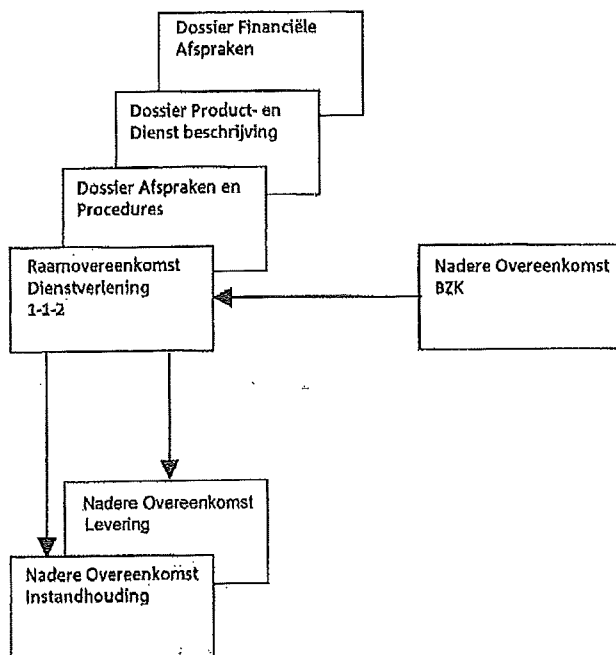 Dossier Financiële
Afspraken
Dossier Product- en
Dienst beschrijving
Dossier Afspraken en
Procedures
Raamovereenkomst
Dienstverlening
1-1-2
Nadere Overeenkomst
BZK
Nadere Overeenkomst
Levering
Nadere Overeenkomst
Instandhouding